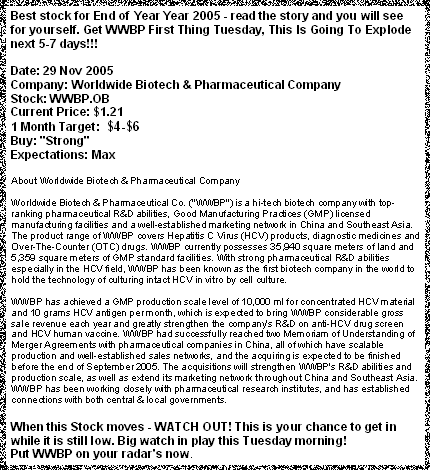 Best stock for End of Year Year 2005 - read the story and you will see
for yourself. Get WWBP First Thing Tuesday, This Is Going To Explode
next 5-7 days!!!
Date: 29 Nov 2005
Company: Worldwide Biotech & Pharmaceutical Company
Stock: WWBP.OB
Current Price: $1.21
1 Month Target: $4-$6
Buy: "Strong"
Expectations: Max
About Worldwide Biotech & Pharmaceutical Company
Worldwide Biotech & Pharmaceutical Co. ("WWBP") is a hi-tech biotech company with top-
ranking pharmaceutical R&D abilities, Good Manufacturing Practices (GMP) licensed
manufacturing facilities and a well-established marketing network in China and Southeast Asia.
The product range of WWBP covers Hepatitis C Virus (HCV) products, diagnostic medicines and
Over-The-Counter (OTC) drugs. WWBP currently possesses 35,940 square meters of land and
5,359 square meters of GMP standard facilities. With strong pharmaceutical R&D abilities
especially in the HCV field, WWBP has been known as the first biotech company in the world to
hold the technology of culturing intact HCV in vitro by cell culture.
WWBP has achieved a GMP production scale level of 10,000 ml for concentrated HCV material
and 10 grams HCV antigen per month, which is expected to bring WWBP considerable gross
sale revenue each year and greatly strengthen the company's R&D on anti-HCV drug screen
and HCV human vaccine. WWBP had successfully reached two Memoriam of Understanding of
Merger Agreements with pharmaceutical companies in China, all of which have scalable
production and well-established sales networks, and the acquiring is expected to be finished
before the end of September 2005. The acquisitions will strengthen WWBP's R&D abilities and
production scale, as well as extend its marketing network throughout China and Southeast Asia.
WWBP has been working closely with pharmaceutical research institutes, and has established
connections with both central & local governments.
When this Stock moves - WATCH OUT! This is your chance to get in
while it is still low. Big watch in play this Tuesday morning!
Put WWBP on your radar's now.